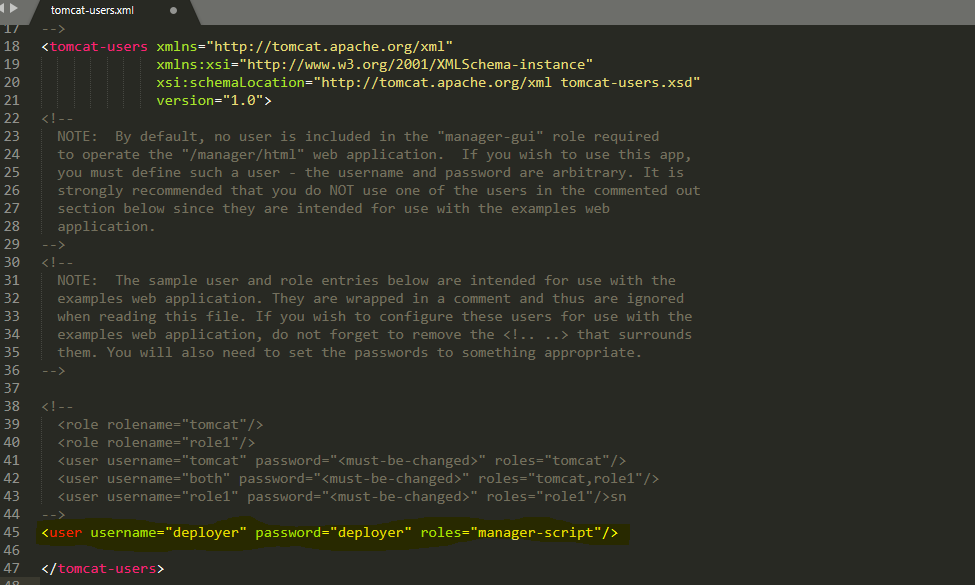 tomcat-users.xml
17 -->
18 <tomcat-users xmlns="http://tomcat.apache.org/xml"
19 xmlns:xsi="http://www.w3.org/2001/XMLSchema-instance"
20 xsi:schemaLocation="http://tomcat.apache.org/xml tomcat-users.xsd"
21 version="1.0">
22 <!--
23 NOTE:  By default, no user is included in the "manager-gui" role required
24 to operate the "/manager/html" web application.  If you wish to use this app,
25 you must define such a user - the username and password are arbitrary. It is
26 strongly recommended that you do NOT use one of the users in the commented out
27 section below since they are intended for use with the examples web
28 application.
29 -->
30 <!--
31 NOTE:  The sample user and role entries below are intended for use with the
32 examples web application. They are wrapped in a comment and thus are ignored
33 when reading this file. If you wish to configure these users for use with the
34 examples web application, do not forget to remove the <!.. ..> that surrounds
35 them. You will also need to set the passwords to something appropriate.
36 -->
37
38 <!--
39 <role rolename="tomcat"/>
40 <role rolename="role1"/>
41 <user username="tomcat" password="<must-be-changed>" roles="tomcat"/>
42 <user username="both" password="<must-be-changed>" roles="tomcat,role1"/>
43 <user username="role1" password="<must-be-changed>" roles="role1"/>sn
44 -->
45 <user username="deployer" password="deployer" roles="manager-script"/>
46
47 </tomcat-users>
48